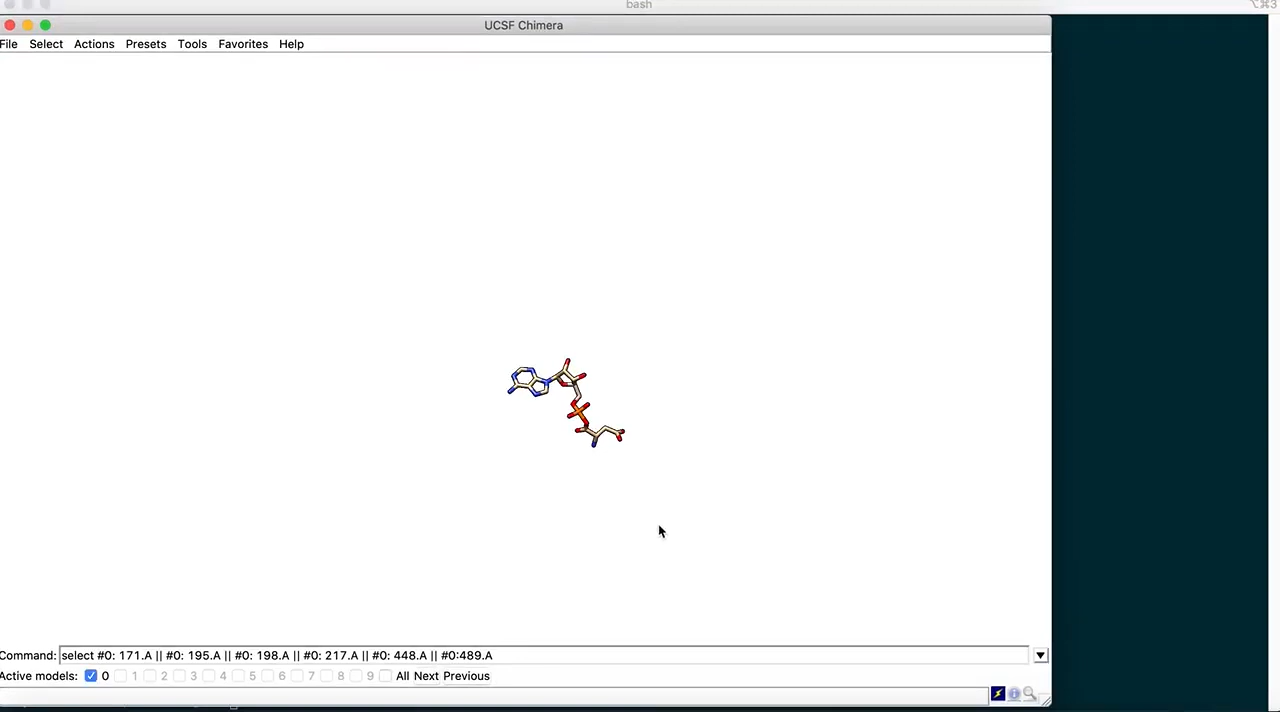 bash
⌥⌘3
UCSF Chimera
File Select Actions Presets Tools Favorites Help
Command: select #0: 171.A || #0: 195.A || #0: 198.A || #0: 217.A || #0: 448.A || #0:489.A
Active models: 0 1 2 3 4 5 6 7 8 9 All Next Previous